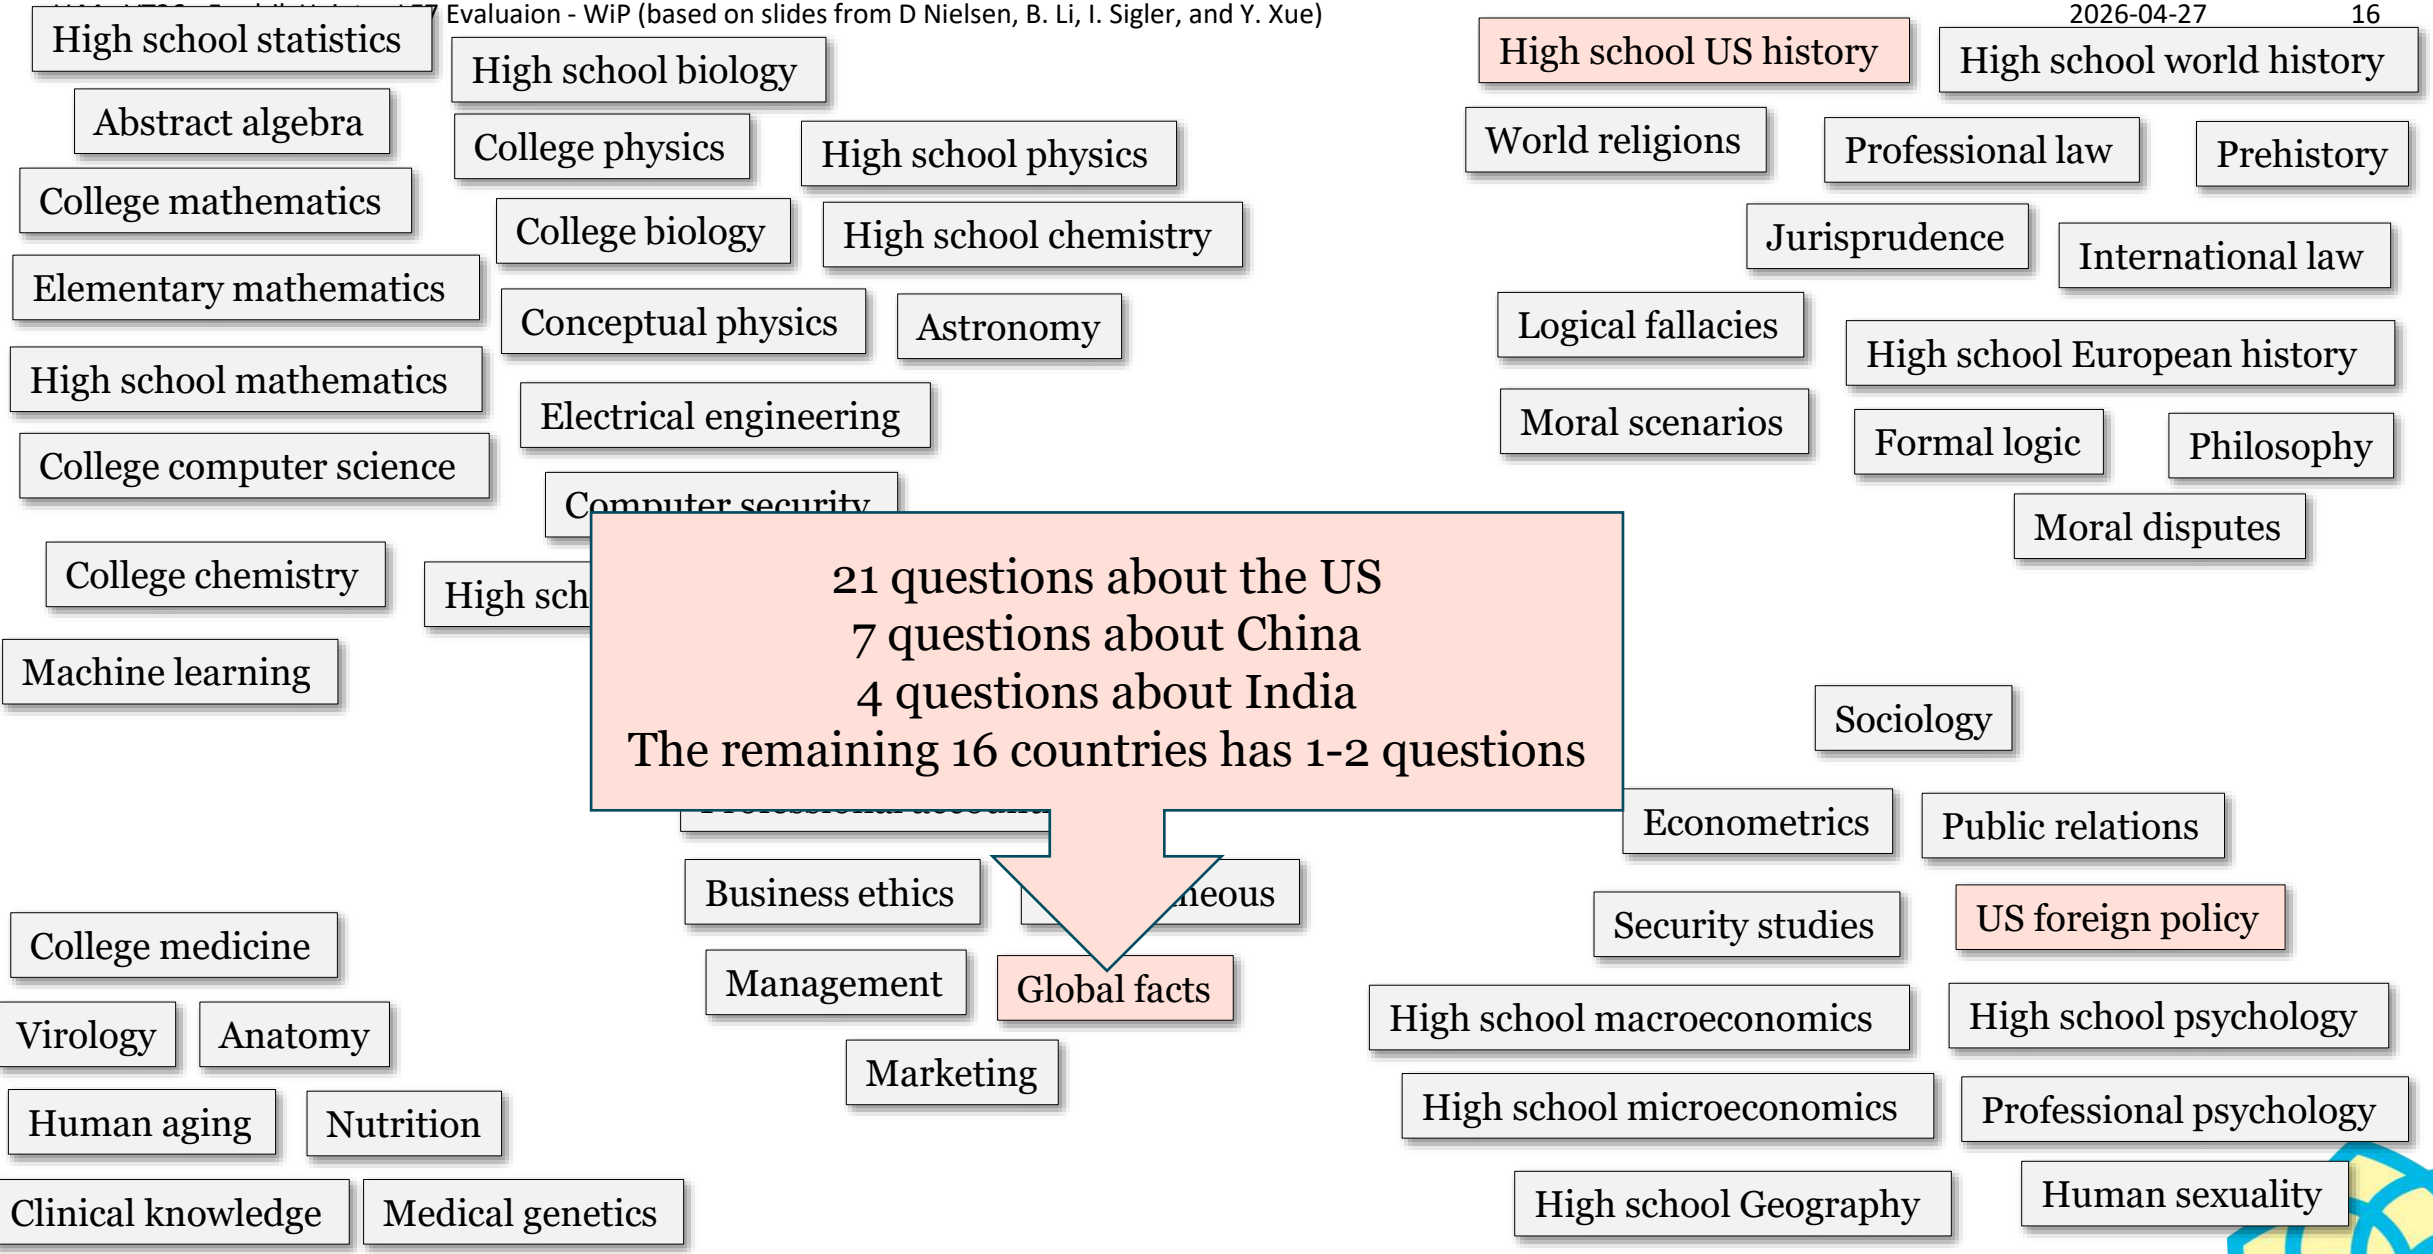 Evaluaion - WiP (based on slides from D Nielsen, B. Li, I. Sigler, and Y. Xue)
2026-04-27
16
High school statistics
High school biology
Abstract algebra
College physics
High school physics
College mathematics
College biology
High school chemistry
Elementary mathematics
Conceptual physics
Astronomy
High school mathematics
Electrical engineering
College computer science
Computer security
College chemistry
High sch
Machine learning
High school US history
High school world history
World religions
Professional law
Prehistory
Jurisprudence
International law
Logical fallacies
High school European history
Moral scenarios
Formal logic
Philosophy
Moral disputes
21 questions about the US
7 questions about China
4 questions about India
The remaining 16 countries has 1-2 questions
Sociology
Econometrics
Public relations
Business ethics
neous
Security studies
US foreign policy
College medicine
Management
Global facts
High school macroeconomics
High school psychology
Virology
Anatomy
Marketing
High school microeconomics
Professional psychology
Human aging
Nutrition
High school Geography
Human sexuality
Clinical knowledge
Medical genetics